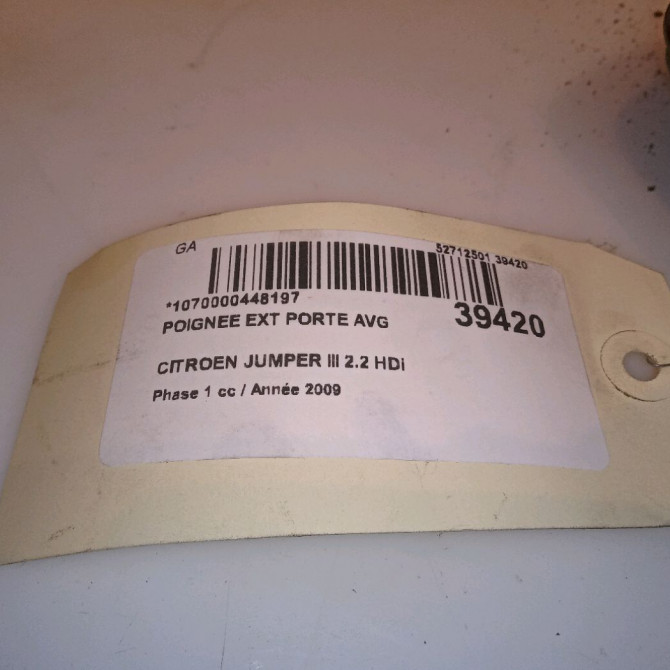 GA
52712501 39420
*1070000448197
39420
POIGNEE EXT PORTE AVG
CITROEN JUMPER III 2.2 HDi
Phase 1 cc / Année 2009